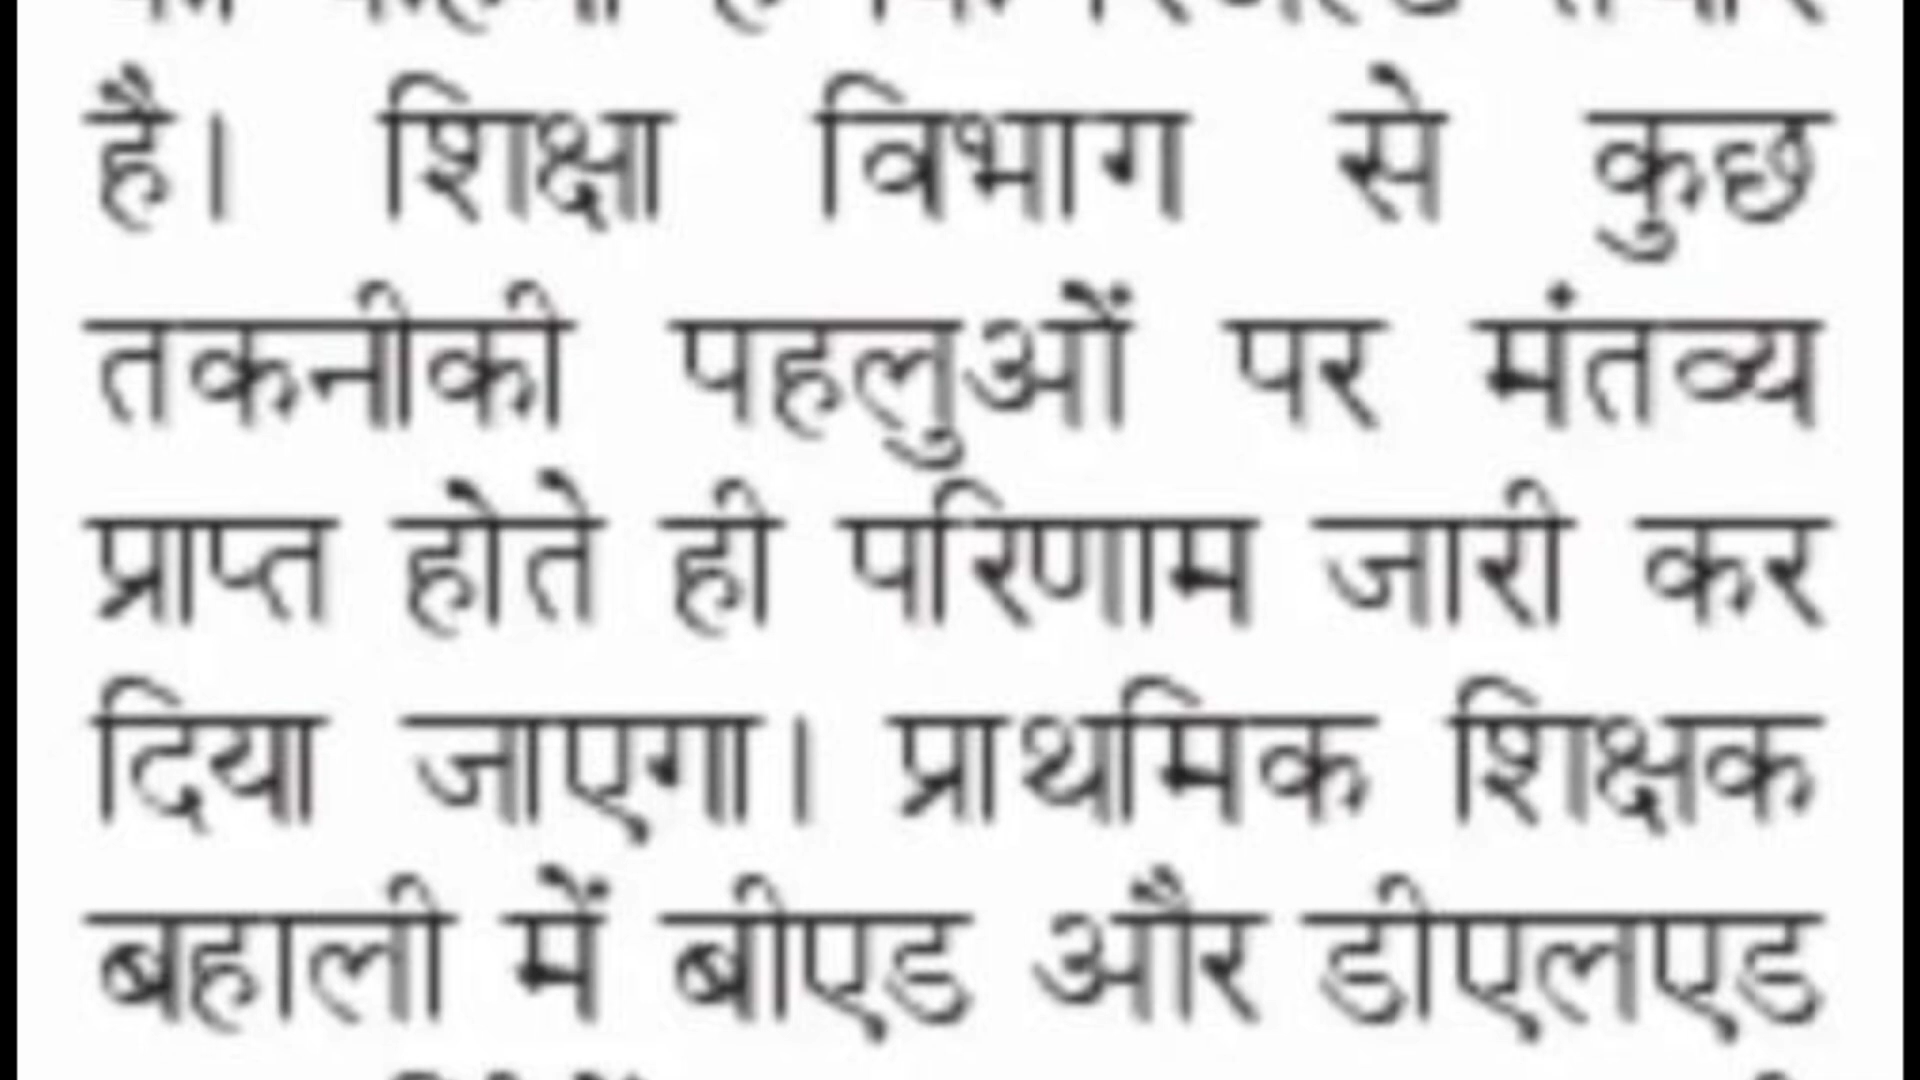 है। शिक्षा विभाग से कुछ
तकनीकी पहलुओं पर मंतव्य
प्राप्त होते ही परिणाम जारी कर
दिया जाएगा। प्राथमिक शिक्षक
बहाली में बीएड और डीएलएड